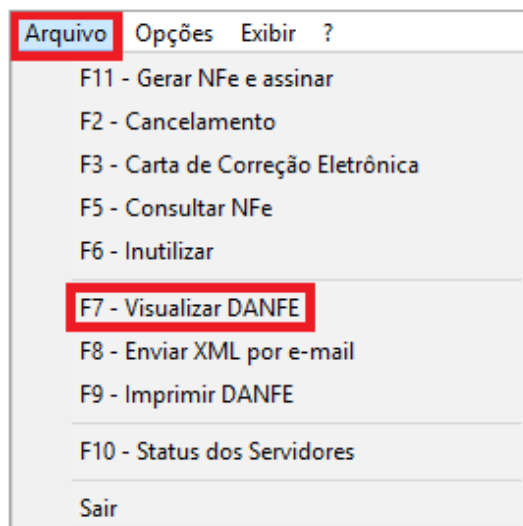 Arquivo Opções Exibir ?
F11 - Gerar NFe e assinar
F2 - Cancelamento
F3 - Carta de Correção Eletrônica
F5 - Consultar NFe
F6 - Inutilizar
F7 - Visualizar DANFE
F8 - Enviar XML por e-mail
F9 - Imprimir DANFE
F10 - Status dos Servidores
Sair